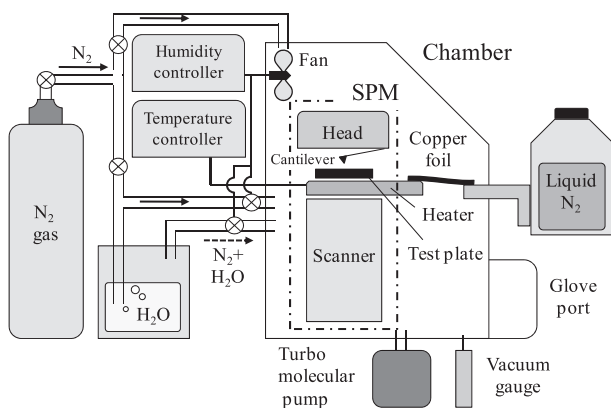 N2
Humidity
controller
Fan
Chamber
SPM
Temperature
controller
Head
Copper
foil
Cantilever
N2
gas
Liquid
N2
Heater
Test plate
N2+
H2O
Scanner
H2O
Glove
port
Turbo
molecular
pump
Vacuum
gauge